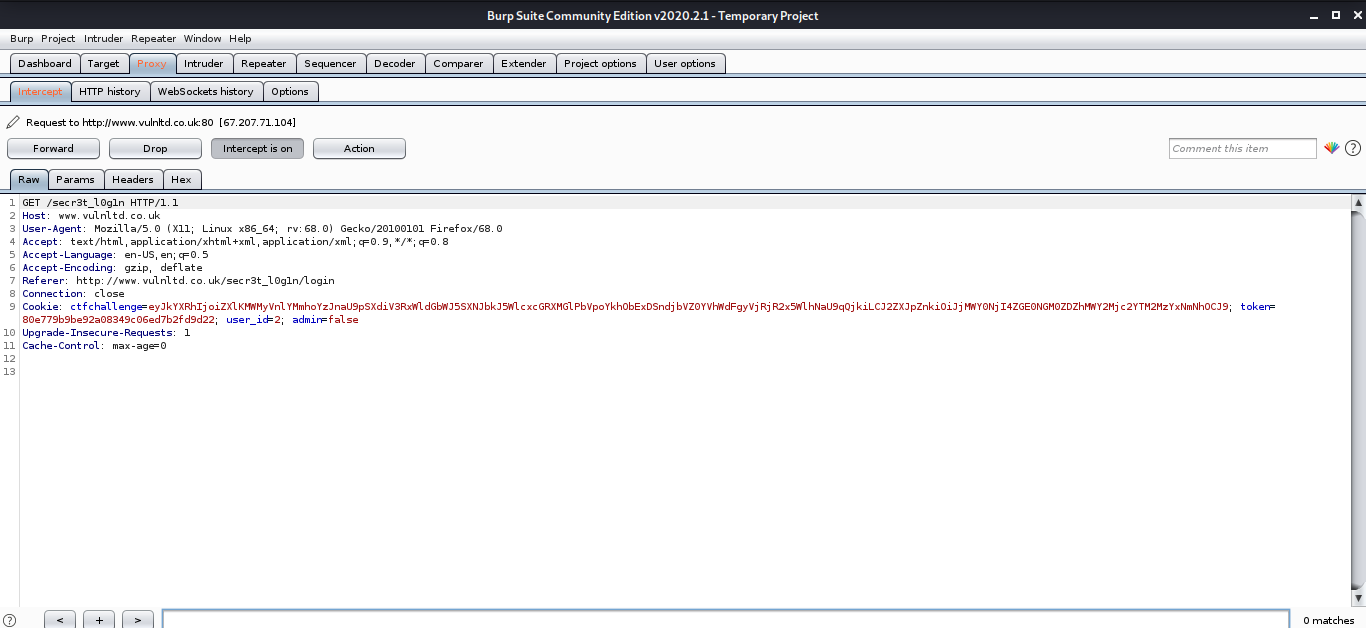 Burp Suite Community Edition v2020.2.1 - Temporary Project
Burp Project Intruder Repeater Window Help
Dashboard Target Proxy Intruder Repeater Sequencer Decoder Comparer Extender Project options User options
Intercept HTTP history WebSockets history Options
Request to http://www.vulnltd.co.uk:80 [67.207.71.104]
Forward Drop Intercept is on Action Comment this item ?
Raw Params Headers Hex
1 GET /secr3t_l0g1n HTTP/1.1
2 Host: www.vulnltd.co.uk
3 User-Agent: Mozilla/5.0 (X11; Linux x86_64; rv:68.0) Gecko/20100101 Firefox/68.0
4 Accept: text/html,application/xhtml+xml,application/xml;q=0.9,*/*;q=0.8
5 Accept-Language: en-US,en;q=0.5
6 Accept-Encoding: gzip, deflate
7 Referer: http://www.vulnltd.co.uk/secr3t_l0g1n/login
8 Connection: close
9 Cookie: ctfchallenge=eyJkYXRhIjoiZXlKMWMyVnlYMmhoYzJnaU9pSXdiV3RxWldGbWJ5SXNJbkJ5WlcxcGRXMGlPbVpoYkhObExDSndjbVZ0YVhWdFgyVjRjR2x5WlhNaU9qQjkiLCJ2ZXJpZnkiOiJjMWY0NjI4ZGE0NGM0ZDZhMWY2Mjc2YTM2MzYxNmNhOCJ9; token=
80e779b9be92a08349c06ed7b2fd9d22; user_id=2; admin=false
10 Upgrade-Insecure-Requests: 1
11 Cache-Control: max-age=0
12
13
? < + > 0 matches